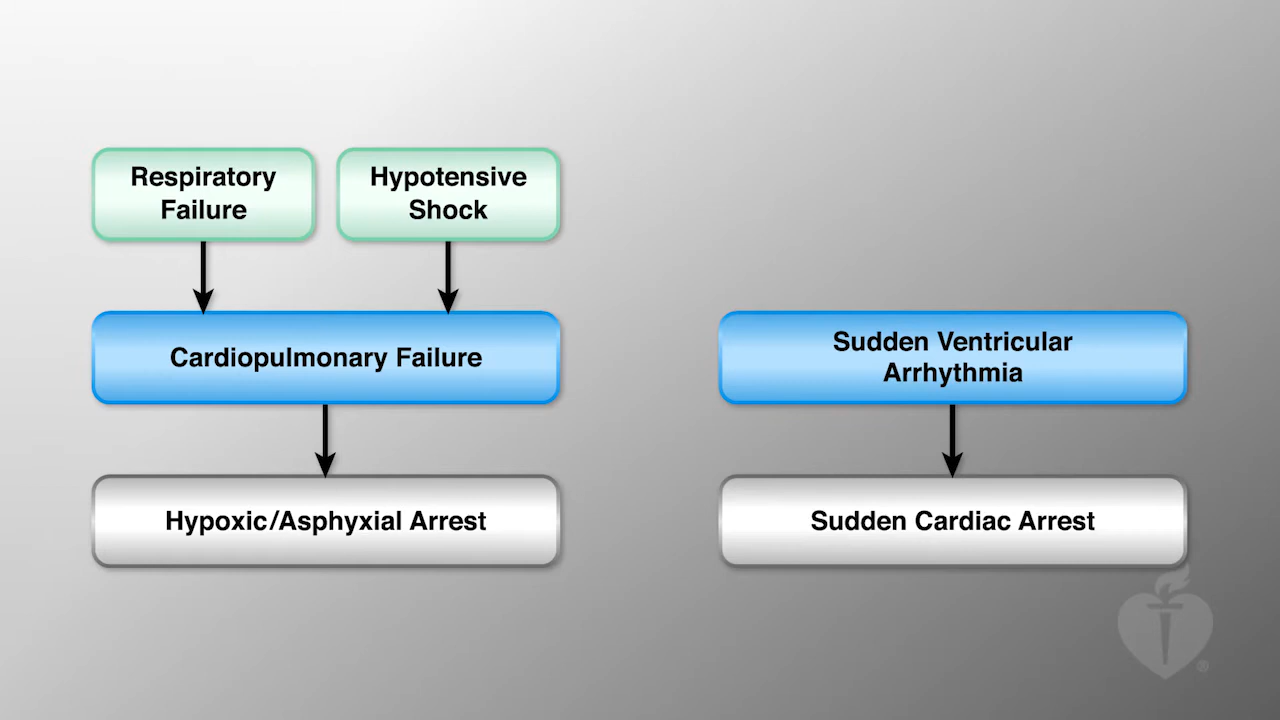 Respiratory
Failure
Hypotensive
Shock
Cardiopulmonary Failure
Sudden Ventricular
Arrhythmia
Hypoxic/Asphyxial Arrest
Sudden Cardiac Arrest
®